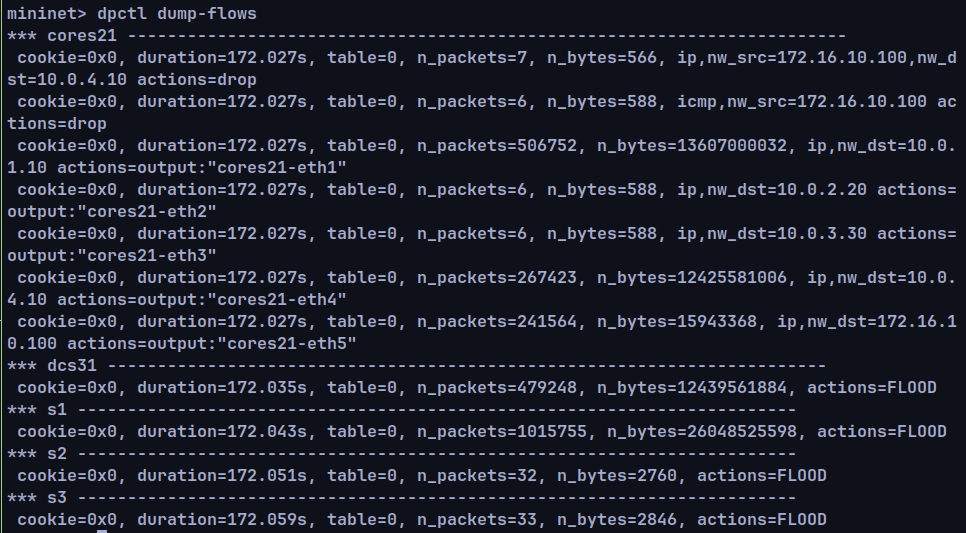 mininet> dpctl dump-flows
*** cores21 ------------------------------------------------------------------------
 cookie=0x0, duration=172.027s, table=0, n_packets=7, n_bytes=566, ip,nw_src=172.16.10.100,nw_d
st=10.0.4.10 actions=drop
 cookie=0x0, duration=172.027s, table=0, n_packets=6, n_bytes=588, icmp,nw_src=172.16.10.100 ac
tions=drop
 cookie=0x0, duration=172.027s, table=0, n_packets=506752, n_bytes=13607000032, ip,nw_dst=10.0.
1.10 actions=output:"cores21-eth1"
 cookie=0x0, duration=172.027s, table=0, n_packets=6, n_bytes=588, ip,nw_dst=10.0.2.20 actions=
output:"cores21-eth2"
 cookie=0x0, duration=172.027s, table=0, n_packets=6, n_bytes=588, ip,nw_dst=10.0.3.30 actions=
output:"cores21-eth3"
 cookie=0x0, duration=172.027s, table=0, n_packets=267423, n_bytes=12425581006, ip,nw_dst=10.0.
4.10 actions=output:"cores21-eth4"
 cookie=0x0, duration=172.027s, table=0, n_packets=241564, n_bytes=15943368, ip,nw_dst=172.16.1
0.100 actions=output:"cores21-eth5"
*** dcs31 ------------------------------------------------------------------------
 cookie=0x0, duration=172.035s, table=0, n_packets=479248, n_bytes=12439561884, actions=FLOOD
*** s1 ------------------------------------------------------------------------
 cookie=0x0, duration=172.043s, table=0, n_packets=1015755, n_bytes=26048525598, actions=FLOOD
*** s2 ------------------------------------------------------------------------
 cookie=0x0, duration=172.051s, table=0, n_packets=32, n_bytes=2760, actions=FLOOD
*** s3 ------------------------------------------------------------------------
 cookie=0x0, duration=172.059s, table=0, n_packets=33, n_bytes=2846, actions=FLOOD